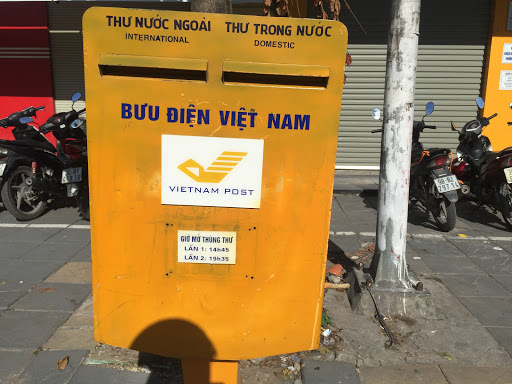 THƯ NƯỚC NGOÀI THƯ TRONG NƯỚC
INTERNATIONAL DOMESTIC
BƯU ĐIỆN VIỆT NAM
VIETNAM POST
GIỜ MỞ THÙNG THƯ
LẦN 1: 14h45
LẦN 2: 19h35